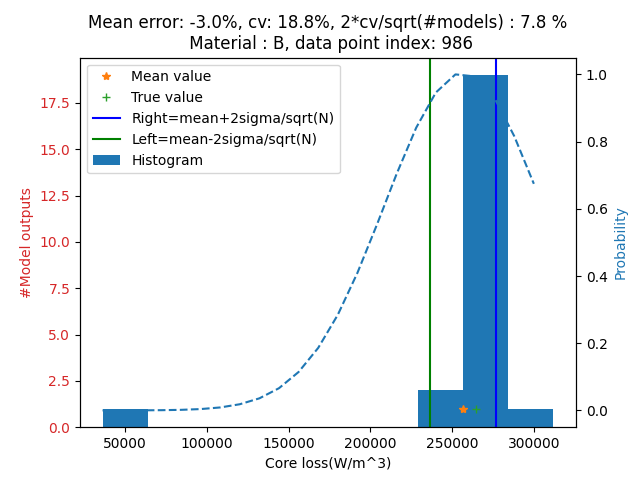 Mean error: -3.0%, cv: 18.8%, 2*cv/sqrt(#models) : 7.8 %
Material : B, data point index: 986
Mean value
True value
Right=mean+2sigma/sqrt(N)
Left=mean-2sigma/sqrt(N)
Histogram
#Model outputs
17.5
15.0
12.5
10.0
7.5
5.0
2.5
0.0
1.0
0.8
0.6
0.4
0.2
0.0
Probability
50000 100000 150000 200000 250000 300000
Core loss(W/m^3)